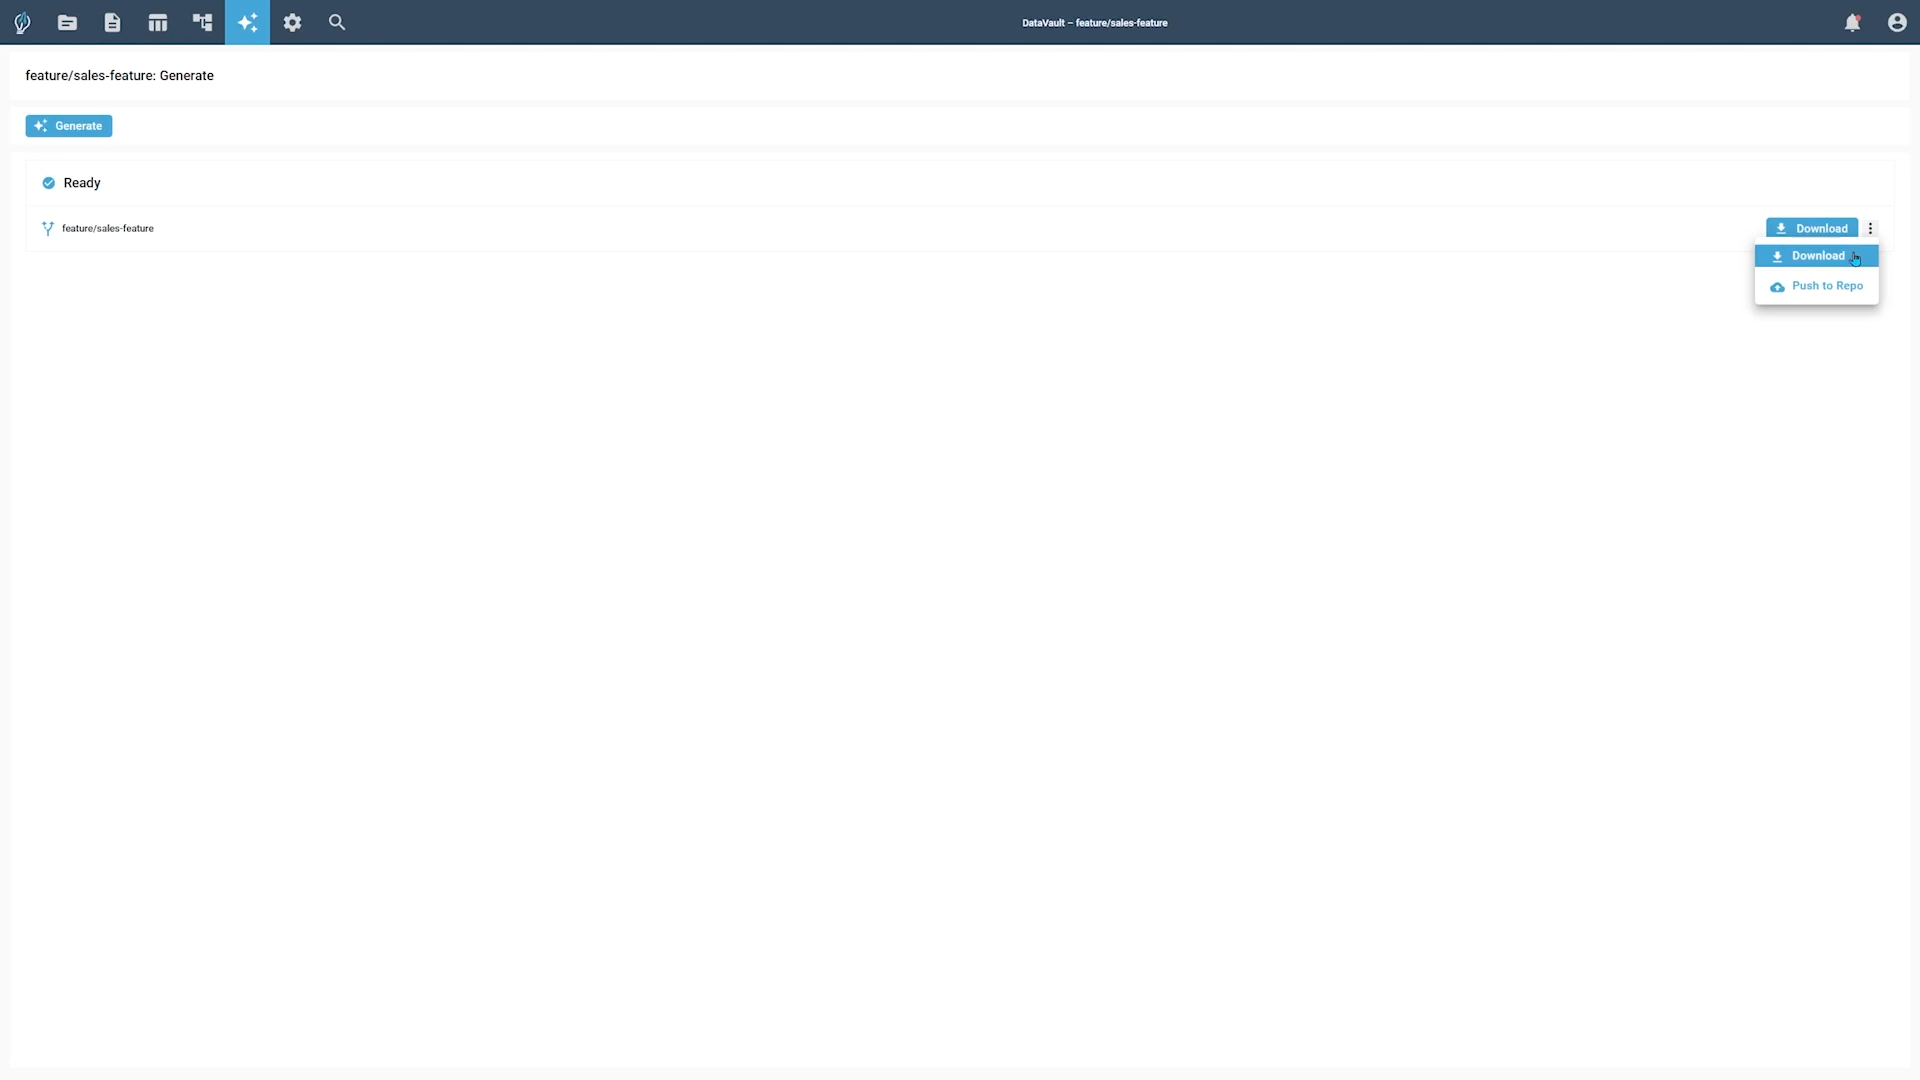 DataVault – feature/sales-feature
feature/sales-feature: Generate
Generate
Ready
feature/sales-feature
Download
Download
Push to Repo